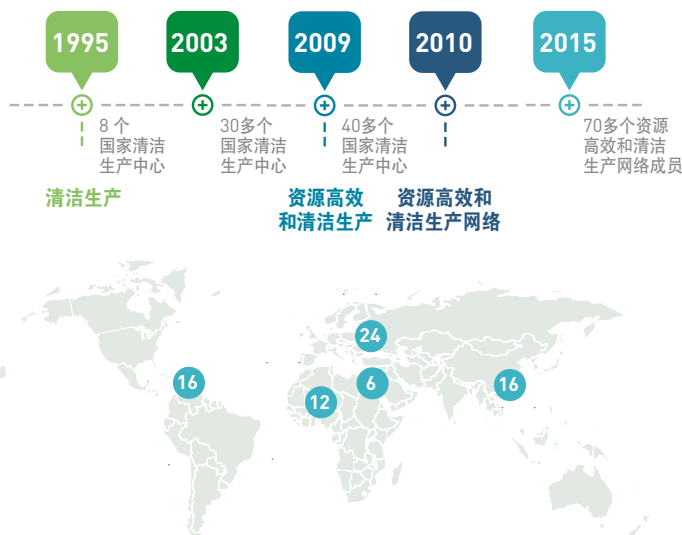 1995
2003
2009
2010
2015
8 个
国家清洁
生产中心
30多个
国家清洁
生产中心
40多个
国家清洁
生产中心
70多个资源
高效和清洁
生产网络成员
清洁生产
资源高效
和清洁生产
资源高效和
清洁生产网络
24
16
12
6
16